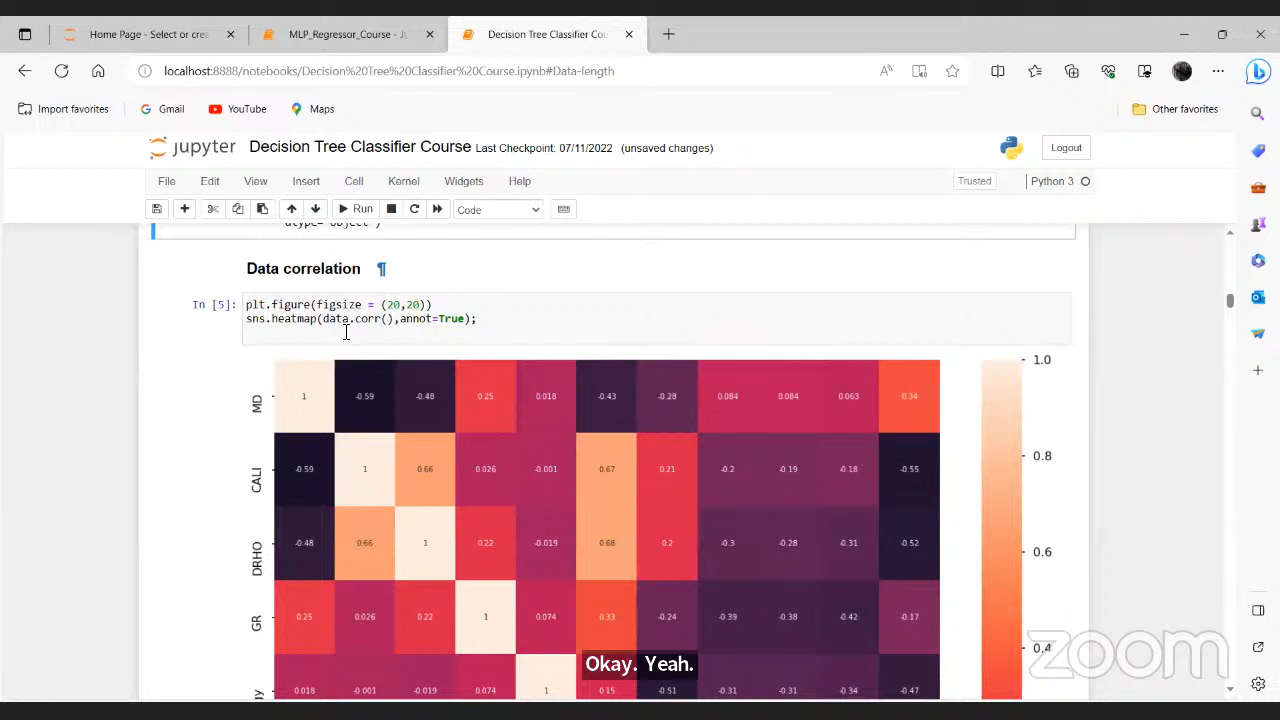 Home Page - Select or crea
MLP_Regressor_Course - Ju
Decision Tree Classifier Cou
localhost:8888/notebooks/Decision%20Tree%20Classifier%20Course.ipynb#Data-length
Import favorites
Gmail
YouTube
Maps
Other favorites
jupyter
Decision Tree Classifier Course Last Checkpoint: 07/11/2022 (unsaved changes)
Logout
File Edit View Insert Cell Kernel Widgets Help
Trusted
Python 3
Run
Code
dtype='object')
Data correlation ¶
In [5]:
plt.figure(figsize = (20,20))
sns.heatmap(data.corr(),annot=True);
MD 1 -0.59 -0.48 0.25 0.018 -0.43 -0.28 0.084 0.084 0.063 0.34
CALI -0.59 1 0.66 0.026 -0.001 0.67 0.21 -0.2 -0.19 -0.18 -0.55
DRHO -0.48 0.66 1 0.22 -0.019 0.68 0.2 -0.3 -0.28 -0.31 -0.52
GR 0.25 0.026 0.22 1 0.074 0.33 -0.24 -0.39 -0.38 -0.42 -0.17
0.018 -0.001 -0.019 0.074 1 0.15 -0.51 -0.31 -0.31 -0.34 -0.47
1.0
0.8
0.6
0.4
Okay. Yeah.
zoom